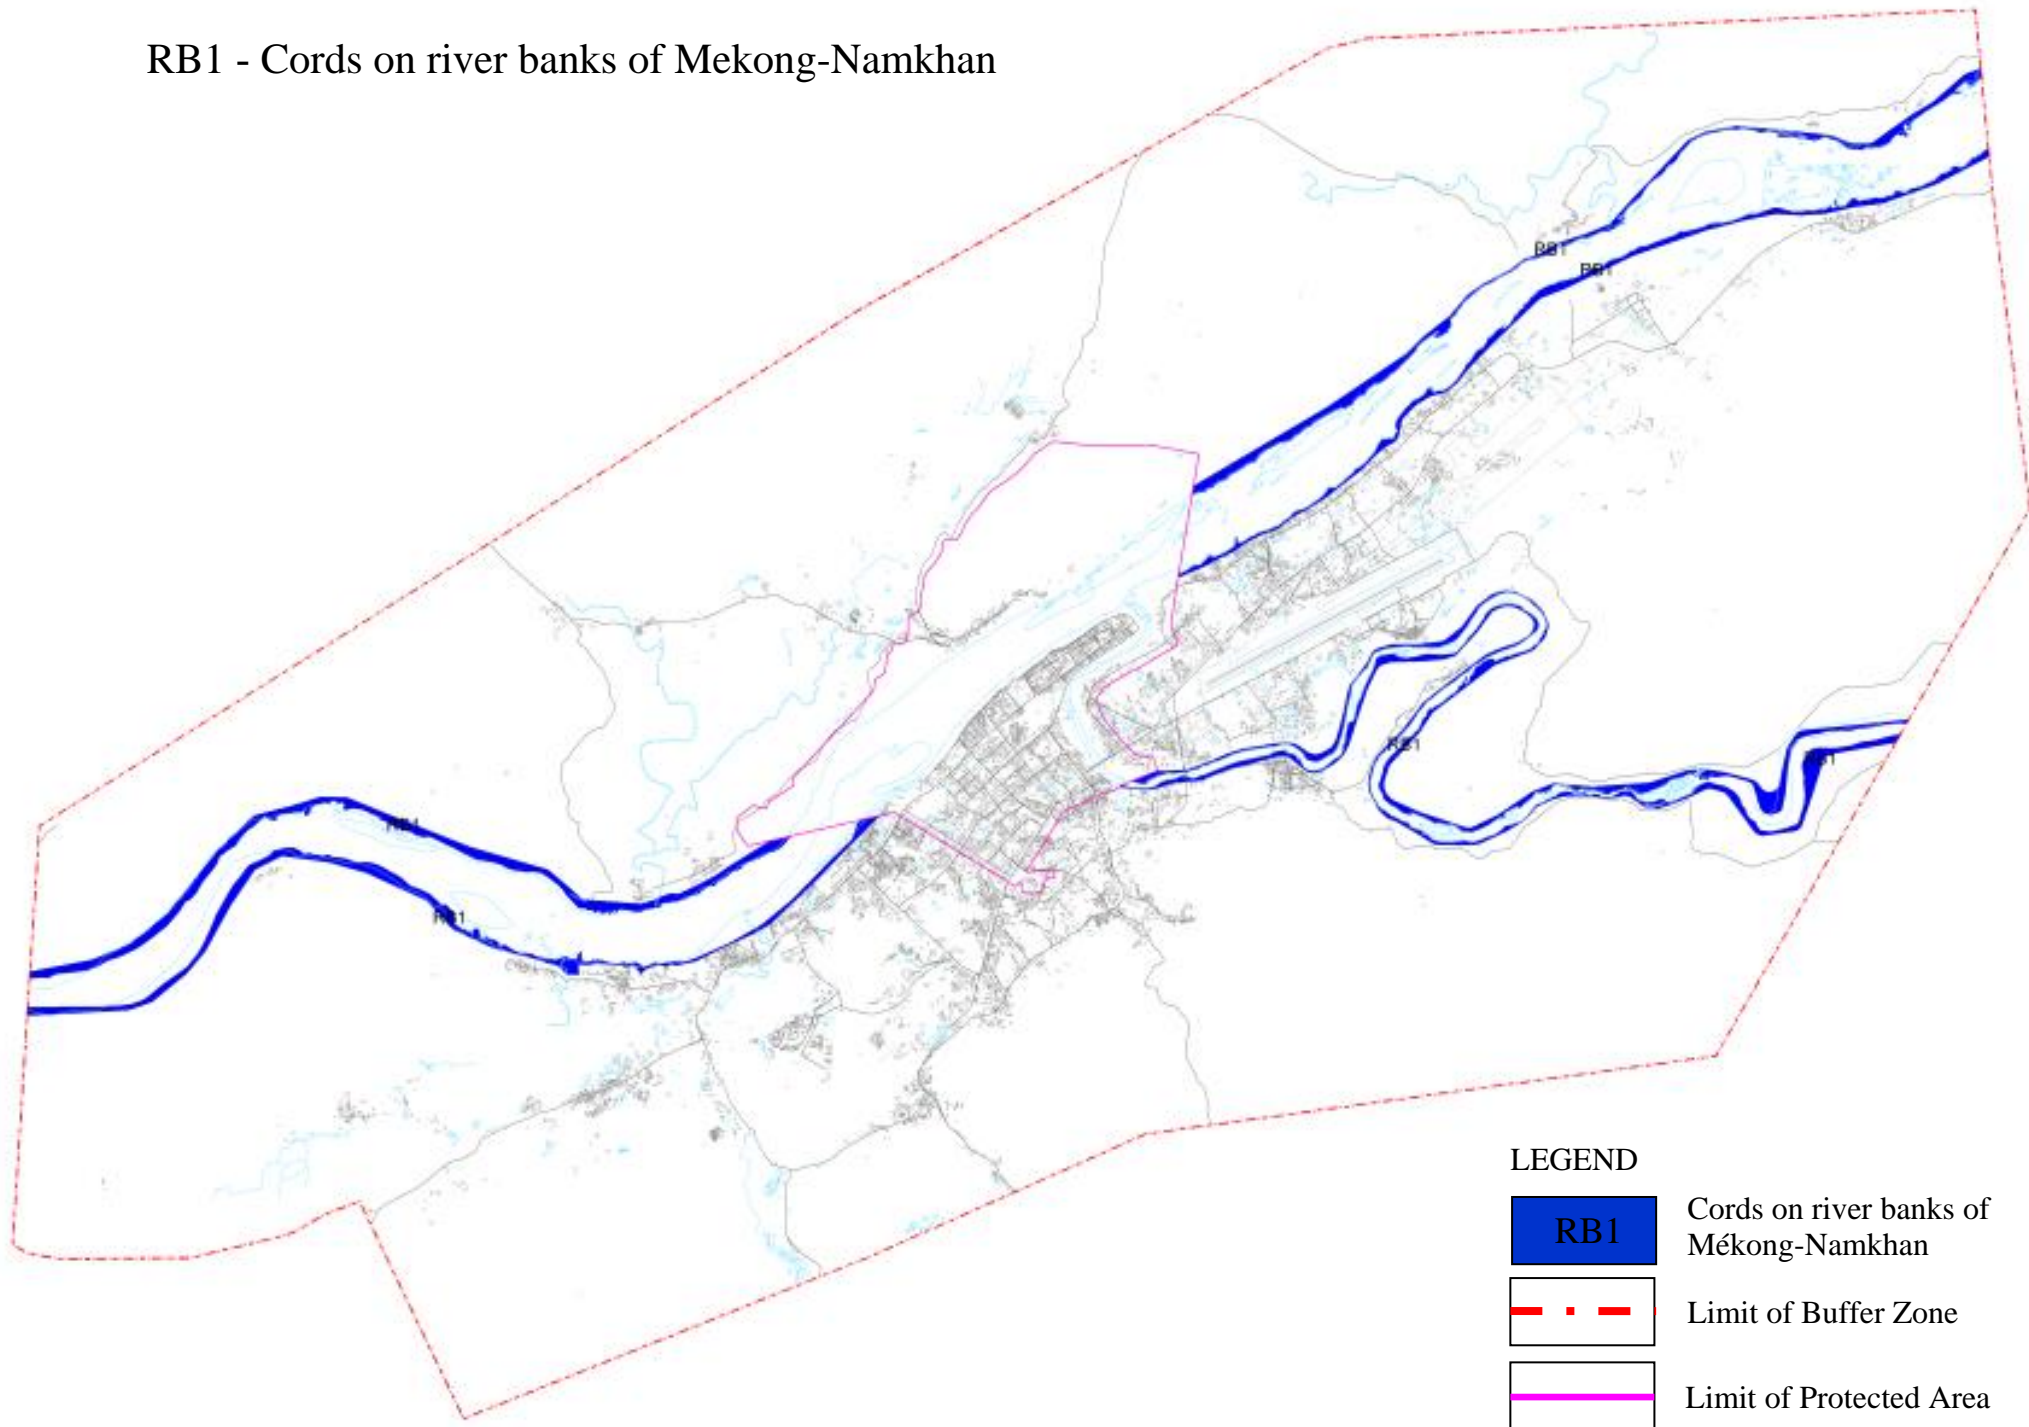 RB1 - Cords on river banks of Mekong-Namkhan
RB1
RB1
RB1
RB1
RB1
RB1
LEGEND
RB1
Cords on river banks of
Mékong-Namkhan
Limit of Buffer Zone
Limit of Protected Area